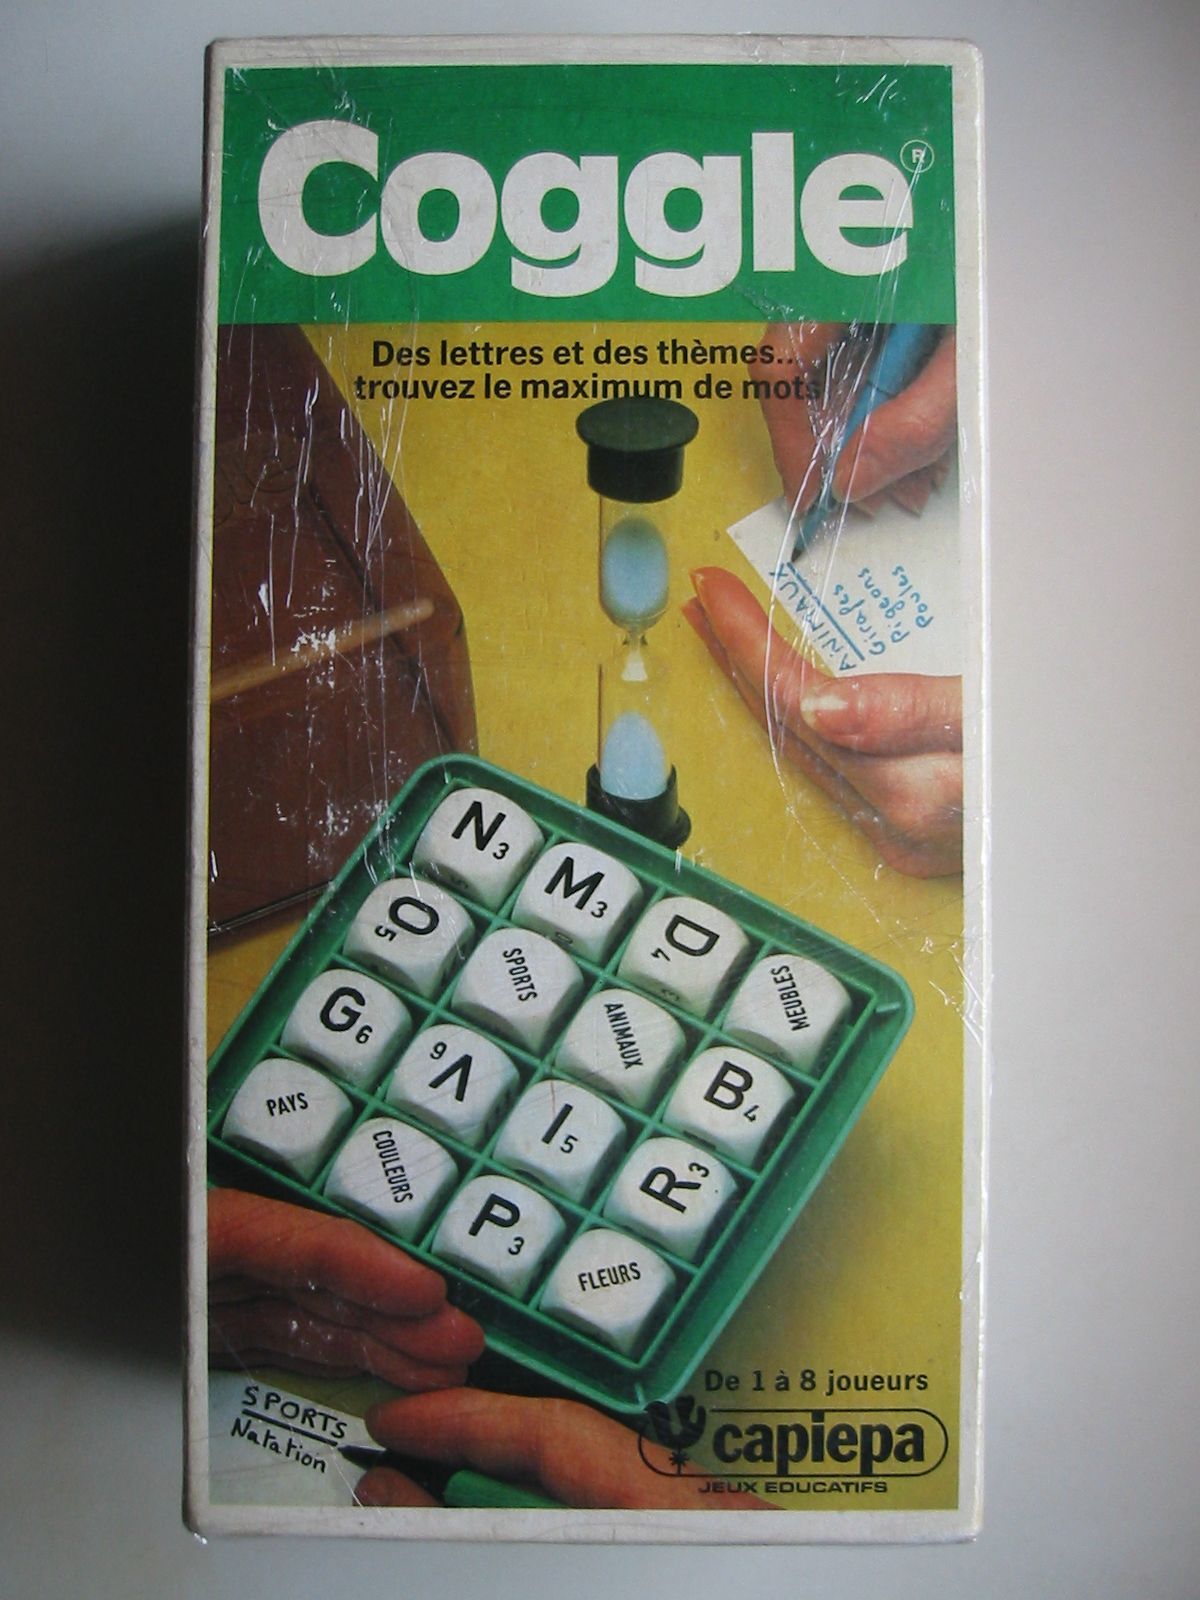 Coggle®
Des lettres et des thèmes...
trouvez le maximum de mots
ANIMAUX
Girafes
Pigeons
Poules
N3
M3
D4
MEUBLES
O5
SPORTS
ANIMAUX
B4
G6
V6
I5
R3
PAYS
COULEURS
P3
FLEURS
SPORTS
Natation
De 1 à 8 joueurs
capiepa
JEUX EDUCATIFS